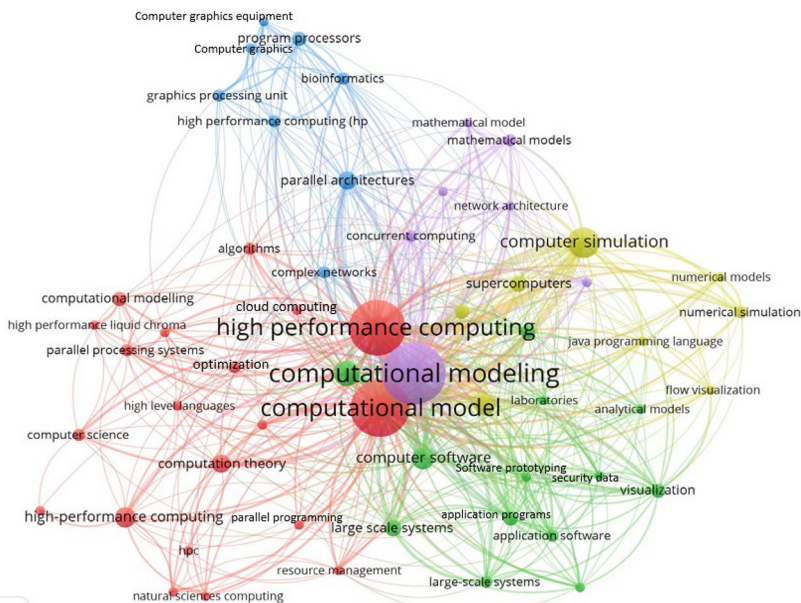 Computer graphics equipment
program processors
Computer graphics
bioinformatics
graphics processing unit
high performance computing (hp
mathematical model
mathematical models
parallel architectures
network architecture
concurrent computing
computer simulation
algorithms
complex networks
numerical models
supercomputers
computational modelling
cloud computing
numerical simulation
high performance liquid chroma
high performance computing
java programming language
parallel processing systems
optimization
computational modeling
flow visualization
laboratories
high level languages
computational model
analytical models
computer science
computer software
computation theory
Software prototyping
security data
visualization
high-performance computing
parallel programming
application programs
large scale systems
application software
hpc
resource management
large-scale systems
natural sciences computing